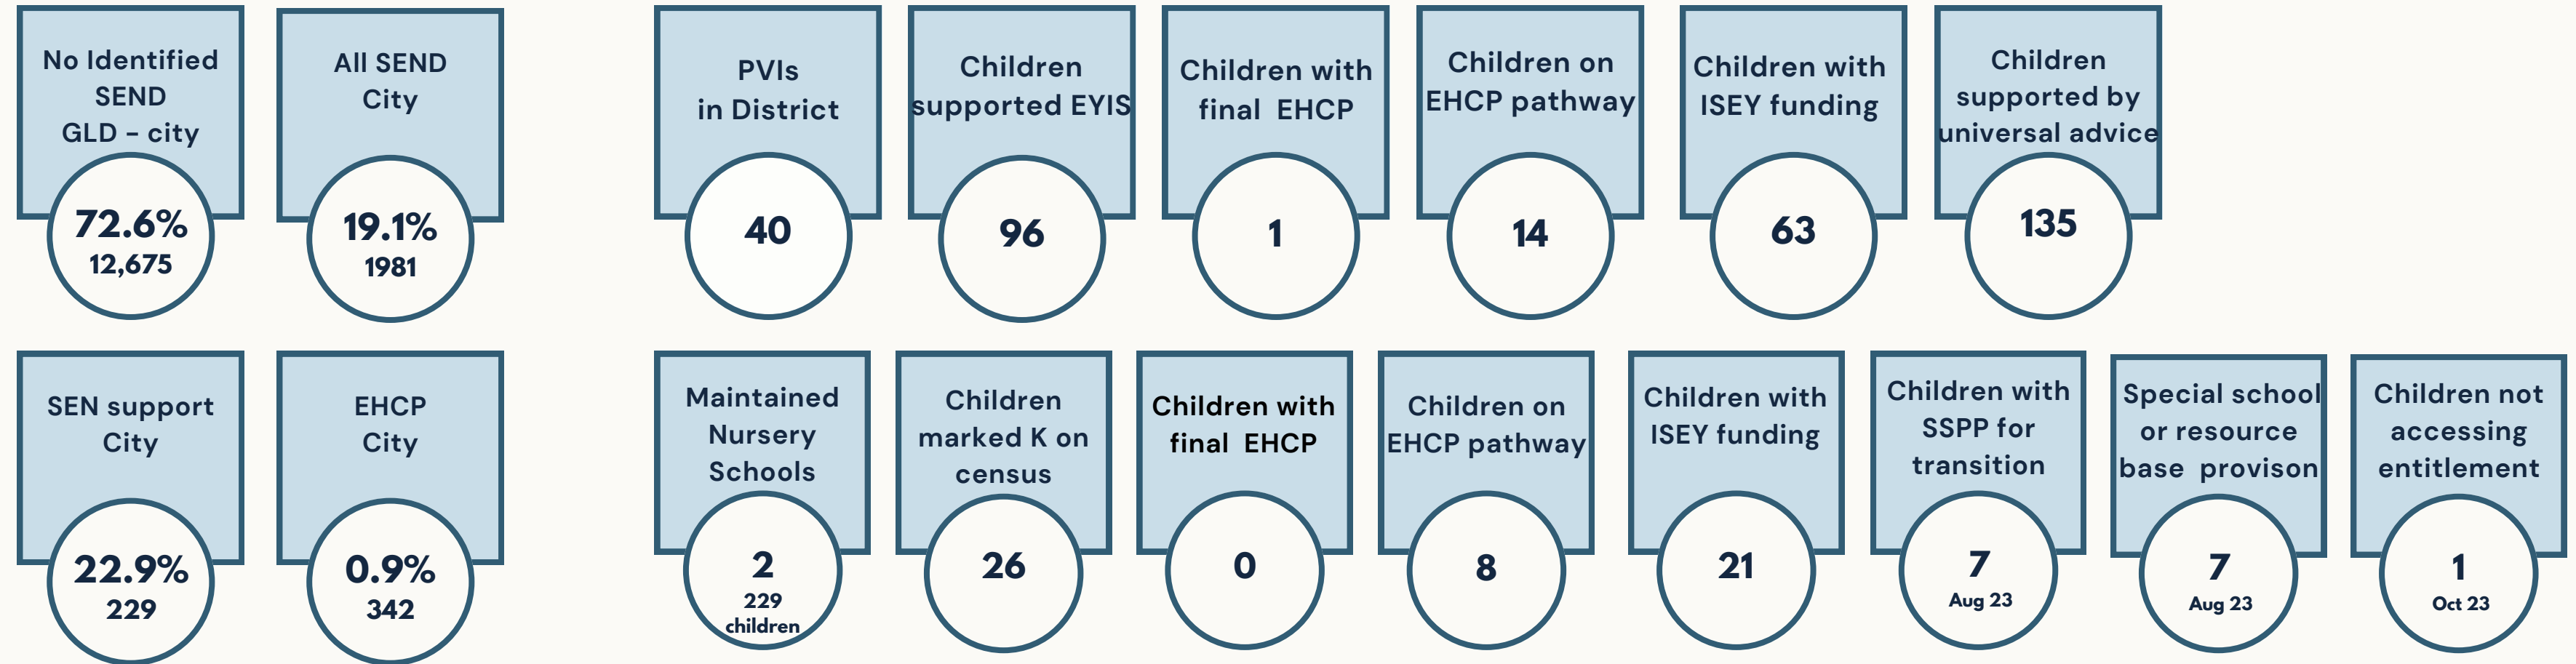 No Identified
SEND
GLD - city
72.6%
12,675
All SEND
City
19.1%
1981
PVIs
in District
40
Children
supported EYIS
96
Children with
final EHCP
1
Children on
EHCP pathway
14
Children with
ISEY funding
63
Children
supported by
universal advice
135
SEN support
City
22.9%
229
EHCP
City
0.9%
342
Maintained
Nursery
Schools
2
229
children
Children
marked K on
census
26
Children with
final EHCP
0
Children on
EHCP pathway
8
Children with
ISEY funding
21
Children with
SSPP for
transition
7
Aug 23
Special school
or resource
base provison
7
Aug 23
Children not
accessing
entitlement
1
Oct 23